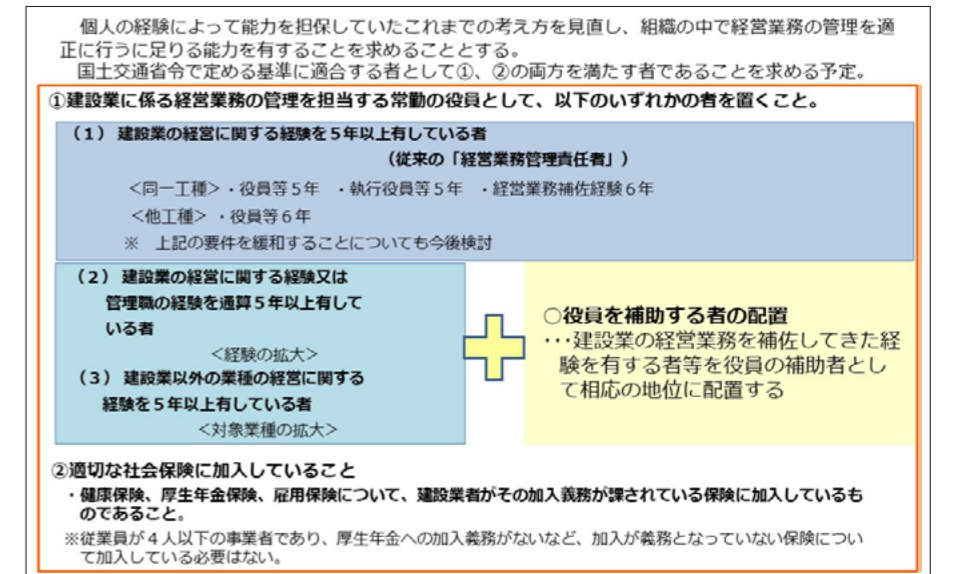 個人の経験によって能力を担保していたこれまでの考え方を見直し、組織の中で経営業務の管理を適
正に行うに足りる能力を有することを求めることとする。
国土交通省令で定める基準に適合する者として①、②の両方を満たす者であることを求める予定。
①建設業に係る経営業務の管理を担当する常勤の役員として、以下のいずれかの者を置くこと。
（１）建設業の経営に関する経験を５年以上有している者
（従来の「経営業務管理責任者」）
＜同一工種＞・役員等５年　・執行役員等５年　・経営業務補佐経験６年
＜他工種＞・役員等６年
※　上記の要件を緩和することについても今後検討
（２）建設業の経営に関する経験又は
管理職の経験を通算５年以上有して
いる者
＜経験の拡大＞
（３）建設業以外の業種の経営に関する
経験を５年以上有している者
＜対象業種の拡大＞
○役員を補助する者の配置
･･･建設業の経営業務を補佐してきた経
験を有する者等を役員の補助者とし
て相応の地位に配置する
②適切な社会保険に加入していること
・健康保険、厚生年金保険、雇用保険について、建設業者がその加入義務が課されている保険に加入しているも
のであること。
※従業員が４人以下の事業者であり、厚生年金への加入義務がないなど、加入が義務となっていない保険につい
て加入している必要はない。